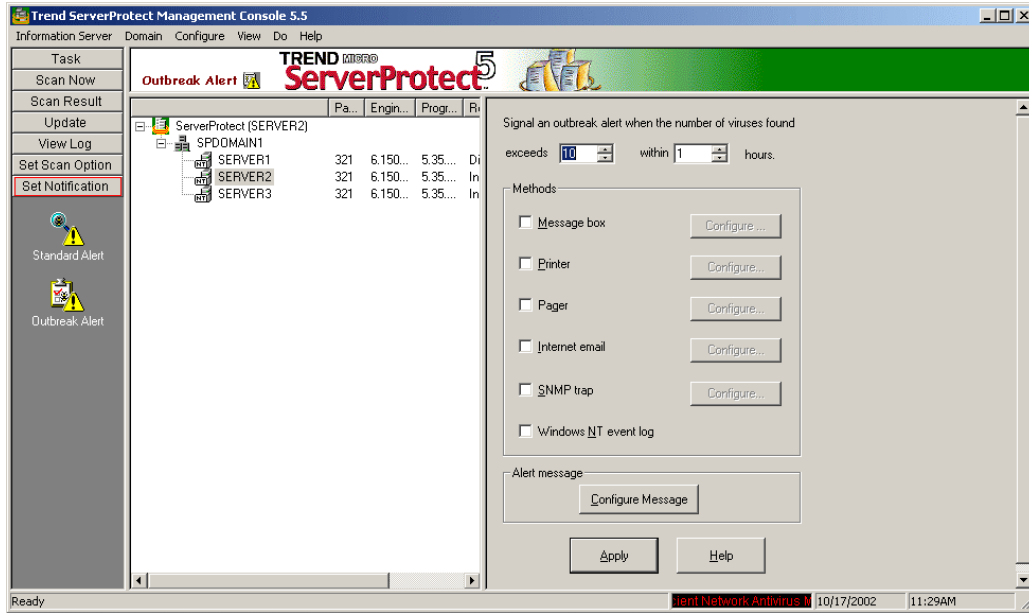 Trend ServerProtect Management Console 5.5
Information Server Domain Configure View Do Help
Task
Scan Now
Scan Result
Update
View Log
Set Scan Option
Set Notification
Standard Alert
Outbreak Alert
Outbreak Alert
TREND MICRO
ServerProtect 5
Pa... Engin... Progr...
ServerProtect (SERVER2)
SPDOMAIN1
SERVER1 321 6.150... 5.35....
SERVER2 321 6.150... 5.35....
SERVER3 321 6.150... 5.35....
Signal an outbreak alert when the number of viruses found
exceeds 10 within 1 hours.
Methods
Message box Configure ...
Printer Configure...
Pager Configure...
Internet email Configure...
SNMP trap Configure...
Windows NT event log
Alert message
Configure Message
Apply Help
Ready
Network Antivirus 10/17/2002 11:29AM